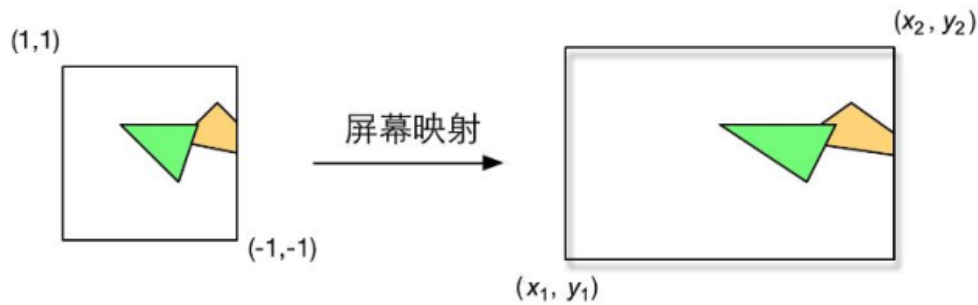 (x₂, y₂)
(1,1)
屏幕映射
(-1,-1)
(x₁, y₁)